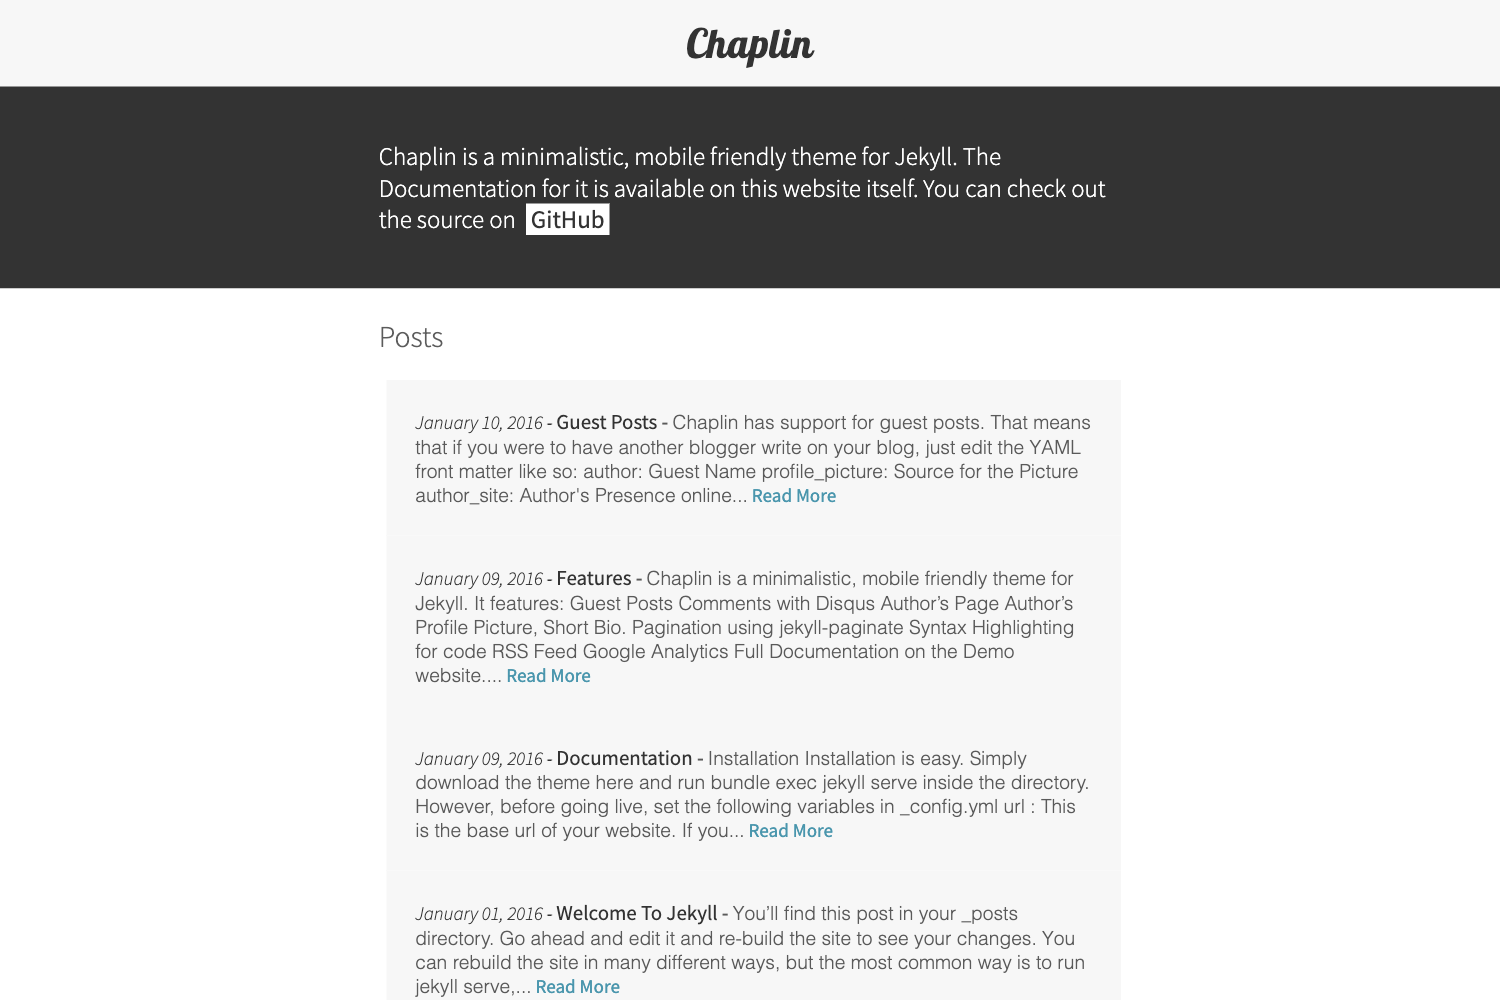 Chaplin
Chaplin is a minimalistic, mobile friendly theme for Jekyll. The
Documentation for it is available on this website itself. You can check out
the source on GitHub
Posts
January 10, 2016 - Guest Posts - Chaplin has support for guest posts. That means
that if you were to have another blogger write on your blog, just edit the YAML
front matter like so: author: Guest Name profile_picture: Source for the Picture
author_site: Author's Presence online... Read More
January 09, 2016 - Features - Chaplin is a minimalistic, mobile friendly theme for
Jekyll. It features: Guest Posts Comments with Disqus Author’s Page Author’s
Profile Picture, Short Bio. Pagination using jekyll-paginate Syntax Highlighting
for code RSS Feed Google Analytics Full Documentation on the Demo
website.... Read More
January 09, 2016 - Documentation - Installation Installation is easy. Simply
download the theme here and run bundle exec jekyll serve inside the directory.
However, before going live, set the following variables in _config.yml url : This
is the base url of your website. If you... Read More
January 01, 2016 - Welcome To Jekyll - You’ll find this post in your _posts
directory. Go ahead and edit it and re-build the site to see your changes. You
can rebuild the site in many different ways, but the most common way is to run
jekyll serve,... Read More